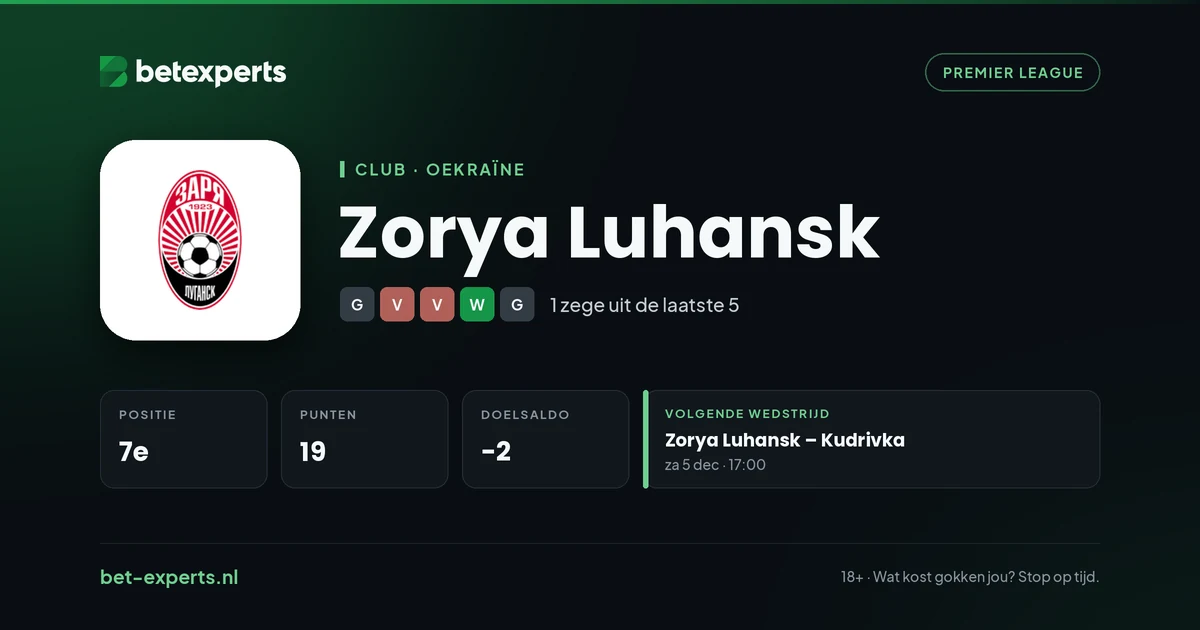 betexperts
PREMIER LEAGUE
ЗАРЯ
1923
ЛУГАНСК
CLUB · OEKRAÏNE
Zorya Luhansk
G V V W G 1 zege uit de laatste 5
POSITIE
7e
PUNTEN
19
DOELSALDO
-2
VOLGENDE WEDSTRIJD
Zorya Luhansk – Kudrivka
za 5 dec · 17:00
bet-experts.nl
18+ · Wat kost gokken jou? Stop op tijd.